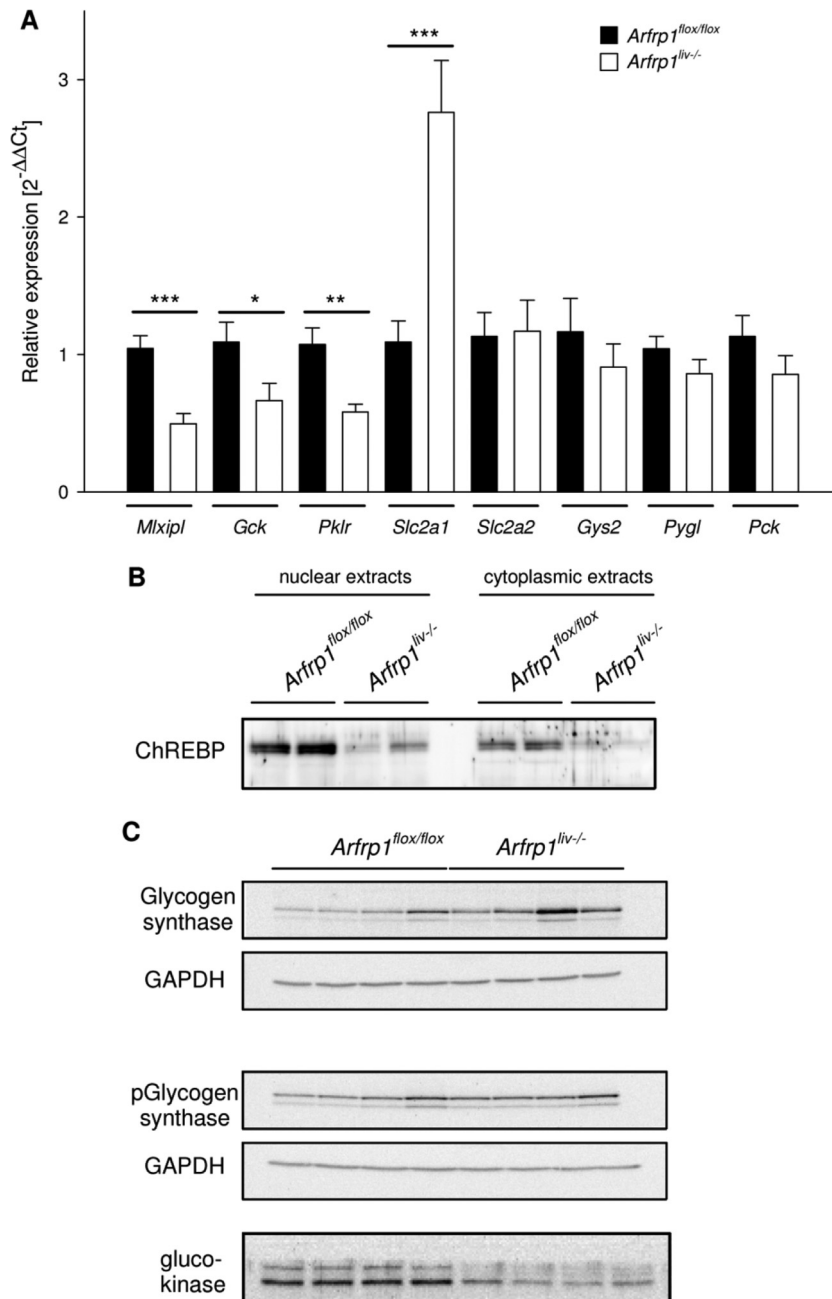 A
*** 
Arfrp1flox/flox
Arfrp1liv-/-
3
Relative expression [2-ΔΔCt]
2
*** * **
1
0
Mlxipl Gck Pklr Slc2a1 Slc2a2 Gys2 Pygl Pck
B
nuclear extracts cytoplasmic extracts
Arfrp1flox/flox Arfrp1liv-/- Arfrp1flox/flox Arfrp1liv-/-
ChREBP
C
Arfrp1flox/flox Arfrp1liv-/-
Glycogen
synthase
GAPDH
pGlycogen
synthase
GAPDH
gluco-
kinase